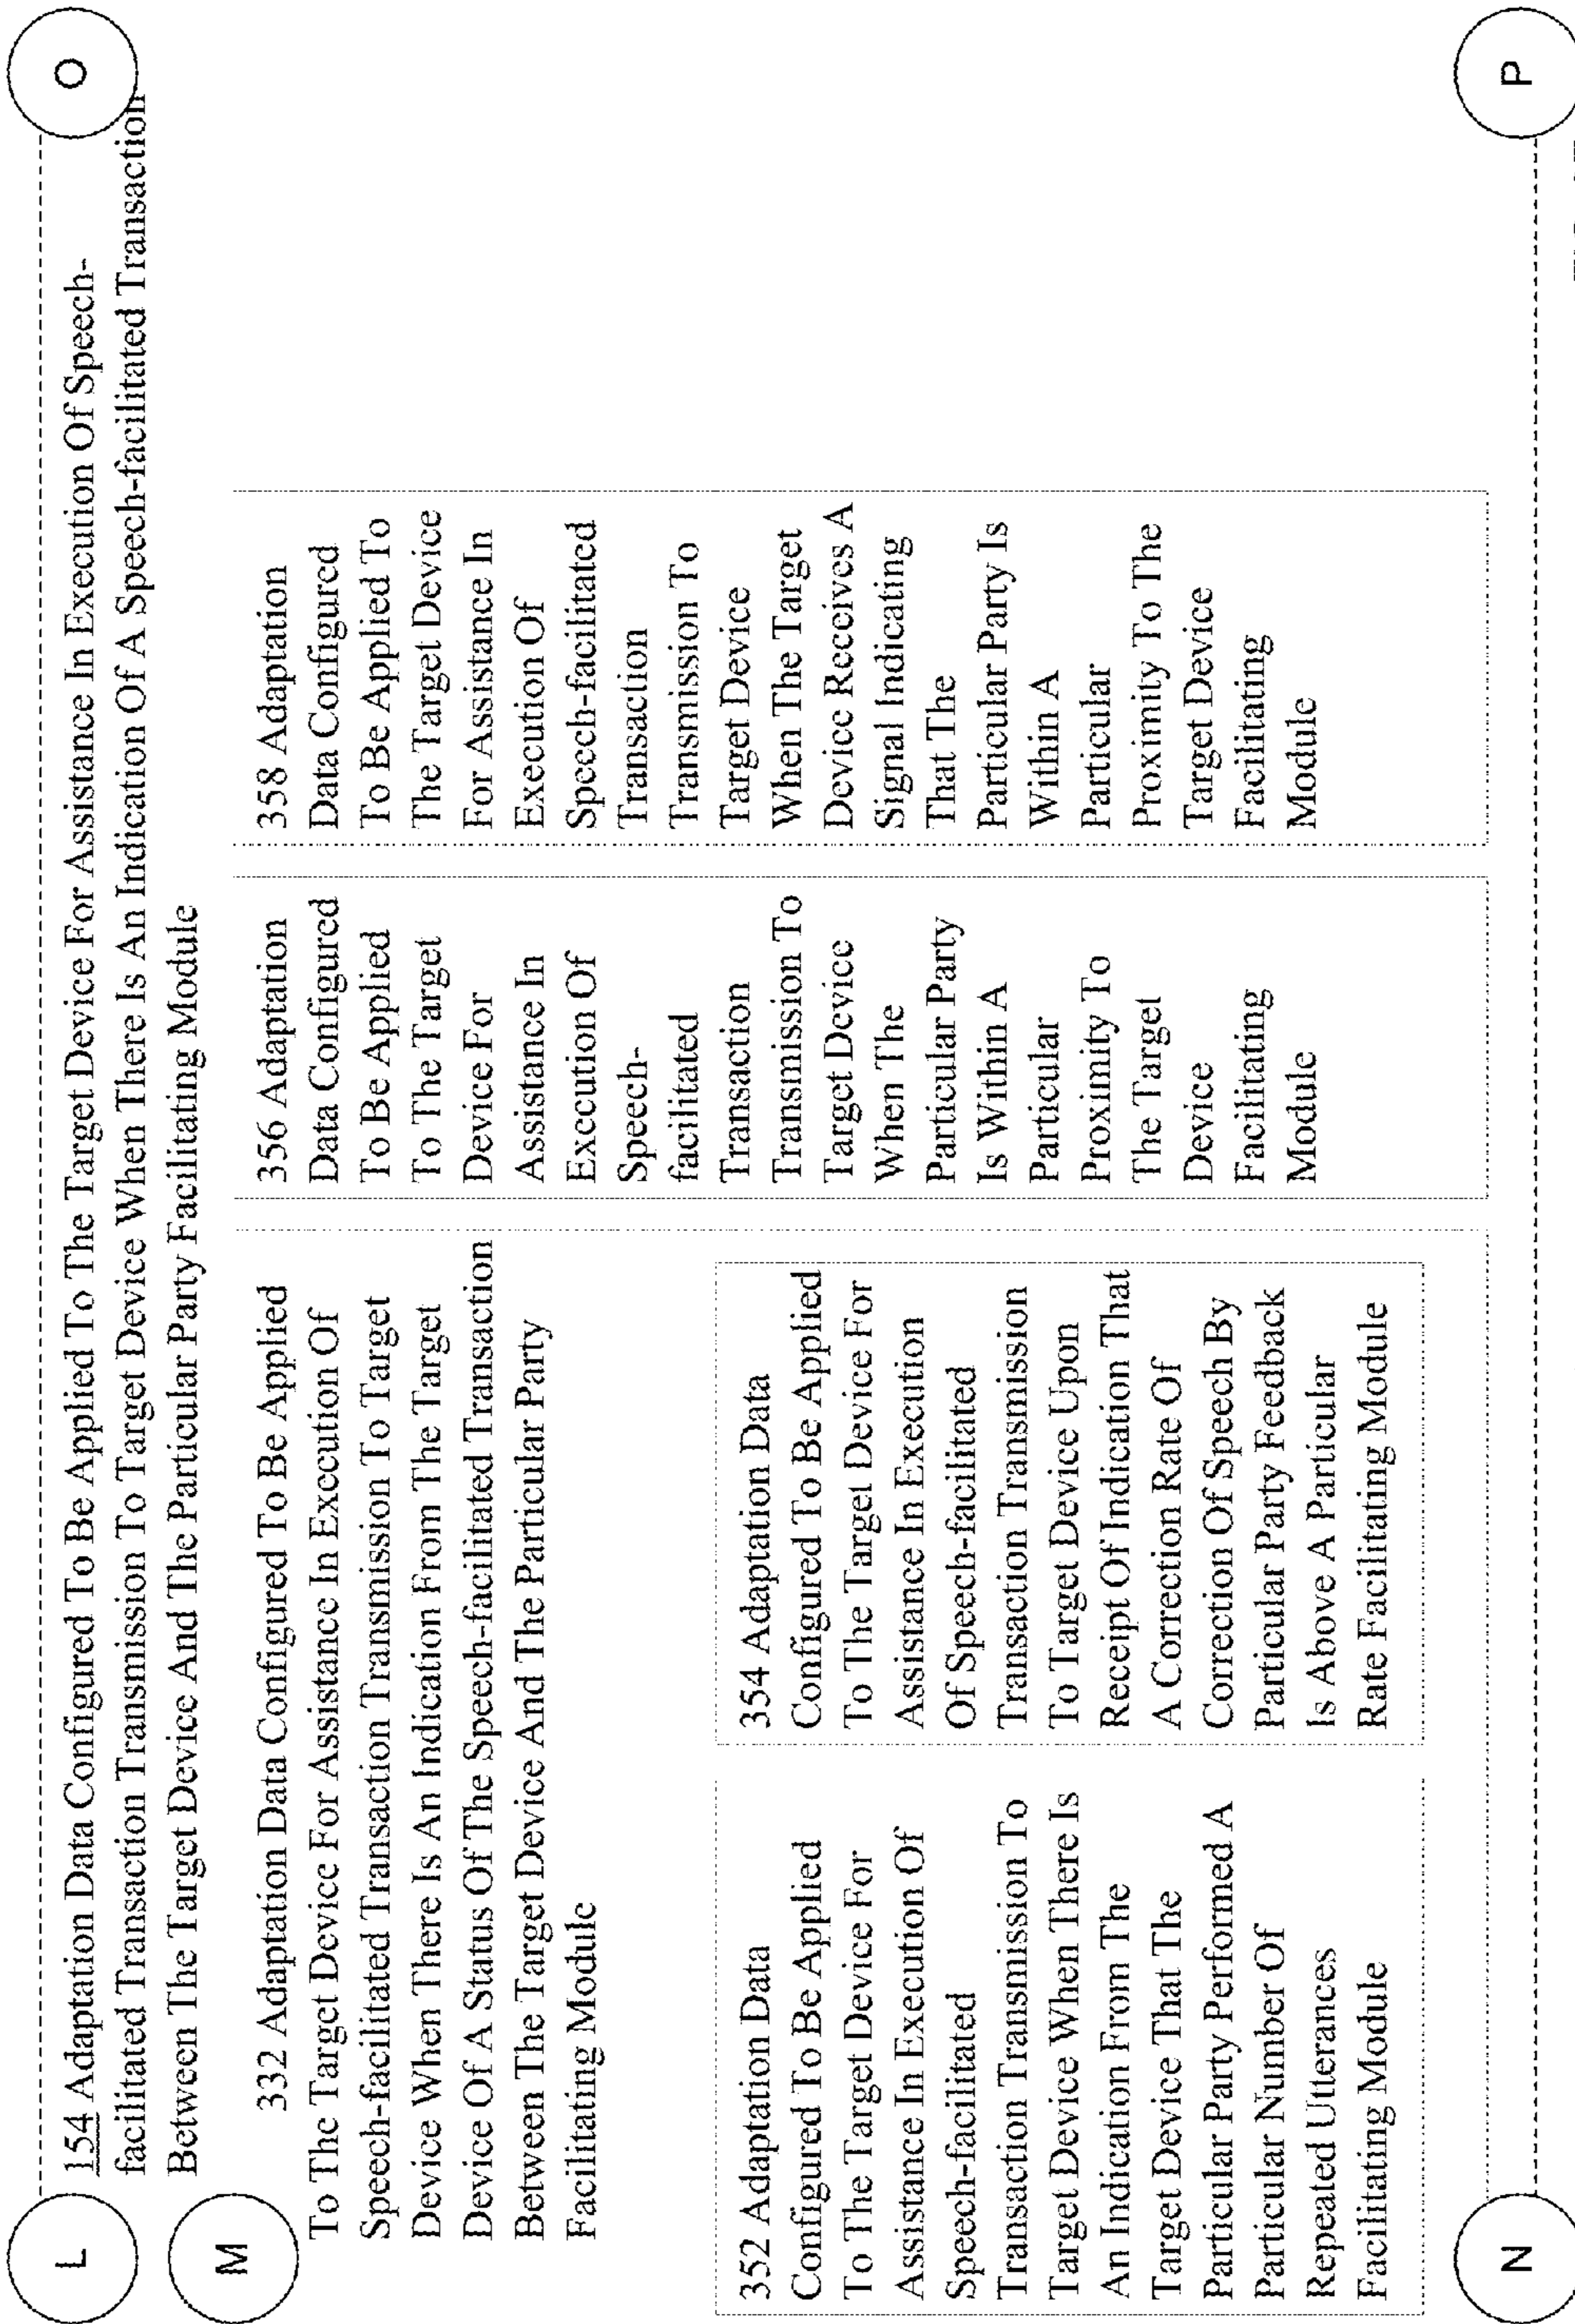 L
O
154 Adaptation Data Configured To Be Applied To The Target Device For Assistance In Execution Of Speech-
facilitated Transaction Transmission To Target Device When There Is An Indication Of A Speech-facilitated Transaction
Between The Target Device And The Particular Party Facilitating Module
M
332 Adaptation Data Configured To Be Applied
To The Target Device For Assistance In Execution Of
Speech-facilitated Transaction Transmission To Target
Device When There Is An Indication From The Target
Device Of A Status Of The Speech-facilitated Transaction
Between The Target Device And The Particular Party
Facilitating Module
352 Adaptation Data
Configured To Be Applied
To The Target Device For
Assistance In Execution Of
Speech-facilitated
Transaction Transmission To
Target Device When There Is
An Indication From The
Target Device That The
Particular Party Performed A
Particular Number Of
Repeated Utterances
Facilitating Module
354 Adaptation Data
Configured To Be Applied
To The Target Device For
Assistance In Execution
Of Speech-facilitated
Transaction Transmission
To Target Device Upon
Receipt Of Indication That
A Correction Rate Of
Correction Of Speech By
Particular Party Feedback
Is Above A Particular
Rate Facilitating Module
356 Adaptation
Data Configured
To Be Applied
To The Target
Device For
Assistance In
Execution Of
Speech-
facilitated
Transaction
Transmission To
Target Device
When The
Particular Party
Is Within A
Particular
Proximity To
The Target
Device
Facilitating
Module
358 Adaptation
Data Configured
To Be Applied To
The Target Device
For Assistance In
Execution Of
Speech-facilitated
Transaction
Transmission To
Target Device
When The Target
Device Receives A
Signal Indicating
That The
Particular Party Is
Within A
Particular
Proximity To The
Target Device
Facilitating
Module
N
P